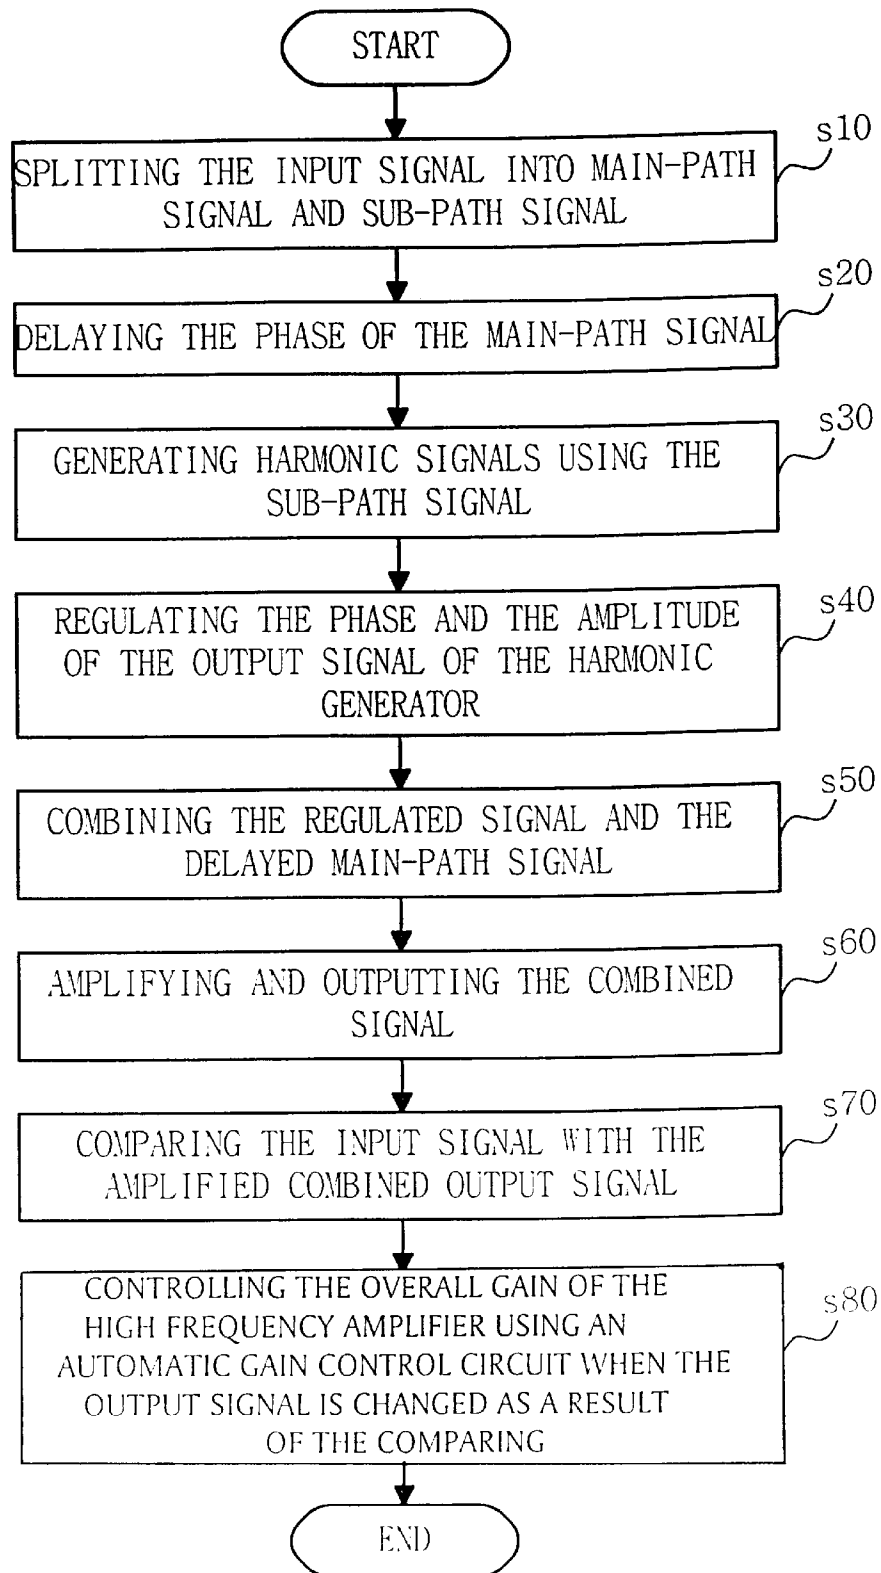 START
s10
SPLITTING THE INPUT SIGNAL INTO MAIN-PATH
SIGNAL AND SUB-PATH SIGNAL
s20
DELAYING THE PHASE OF THE MAIN-PATH SIGNAL
s30
GENERATING HARMONIC SIGNALS USING THE
SUB-PATH SIGNAL
s40
REGULATING THE PHASE AND THE AMPLITUDE
OF THE OUTPUT SIGNAL OF THE HARMONIC
GENERATOR
s50
COMBINING THE REGULATED SIGNAL AND THE
DELAYED MAIN-PATH SIGNAL
s60
AMPLIFYING AND OUTPUTTING THE COMBINED
SIGNAL
s70
COMPARING THE INPUT SIGNAL WITH THE
AMPLIFIED COMBINED OUTPUT SIGNAL
s80
CONTROLLING THE OVERALL GAIN OF THE
HIGH FREQUENCY AMPLIFIER USING AN
AUTOMATIC GAIN CONTROL CIRCUIT WHEN THE
OUTPUT SIGNAL IS CHANGED AS A RESULT
OF THE COMPARING
END